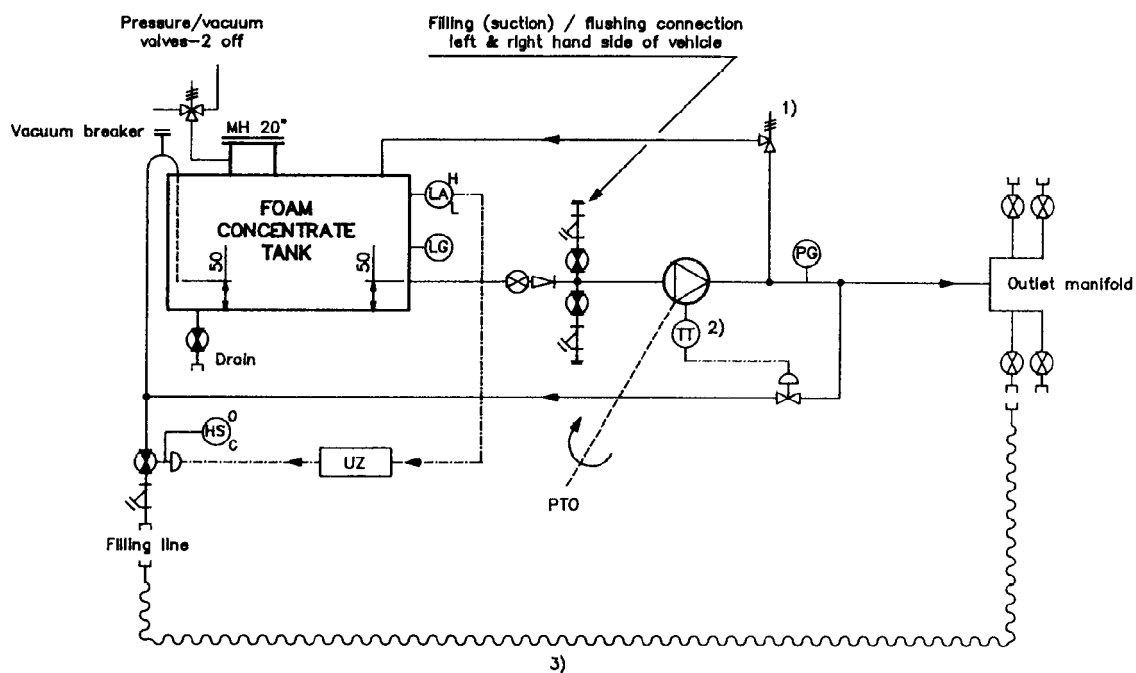 Pressure/vacuum
valves-2 off
Filling (suction) / flushing connection
left & right hand side of vehicle
1)
Vacuum breaker
MH 20"
LA
H
L
FOAM
CONCENTRATE
TANK
LG
50
50
PG
Outlet manifold
TT
2)
Drain
HS
O
C
UZ
PTO
Filling line
3)